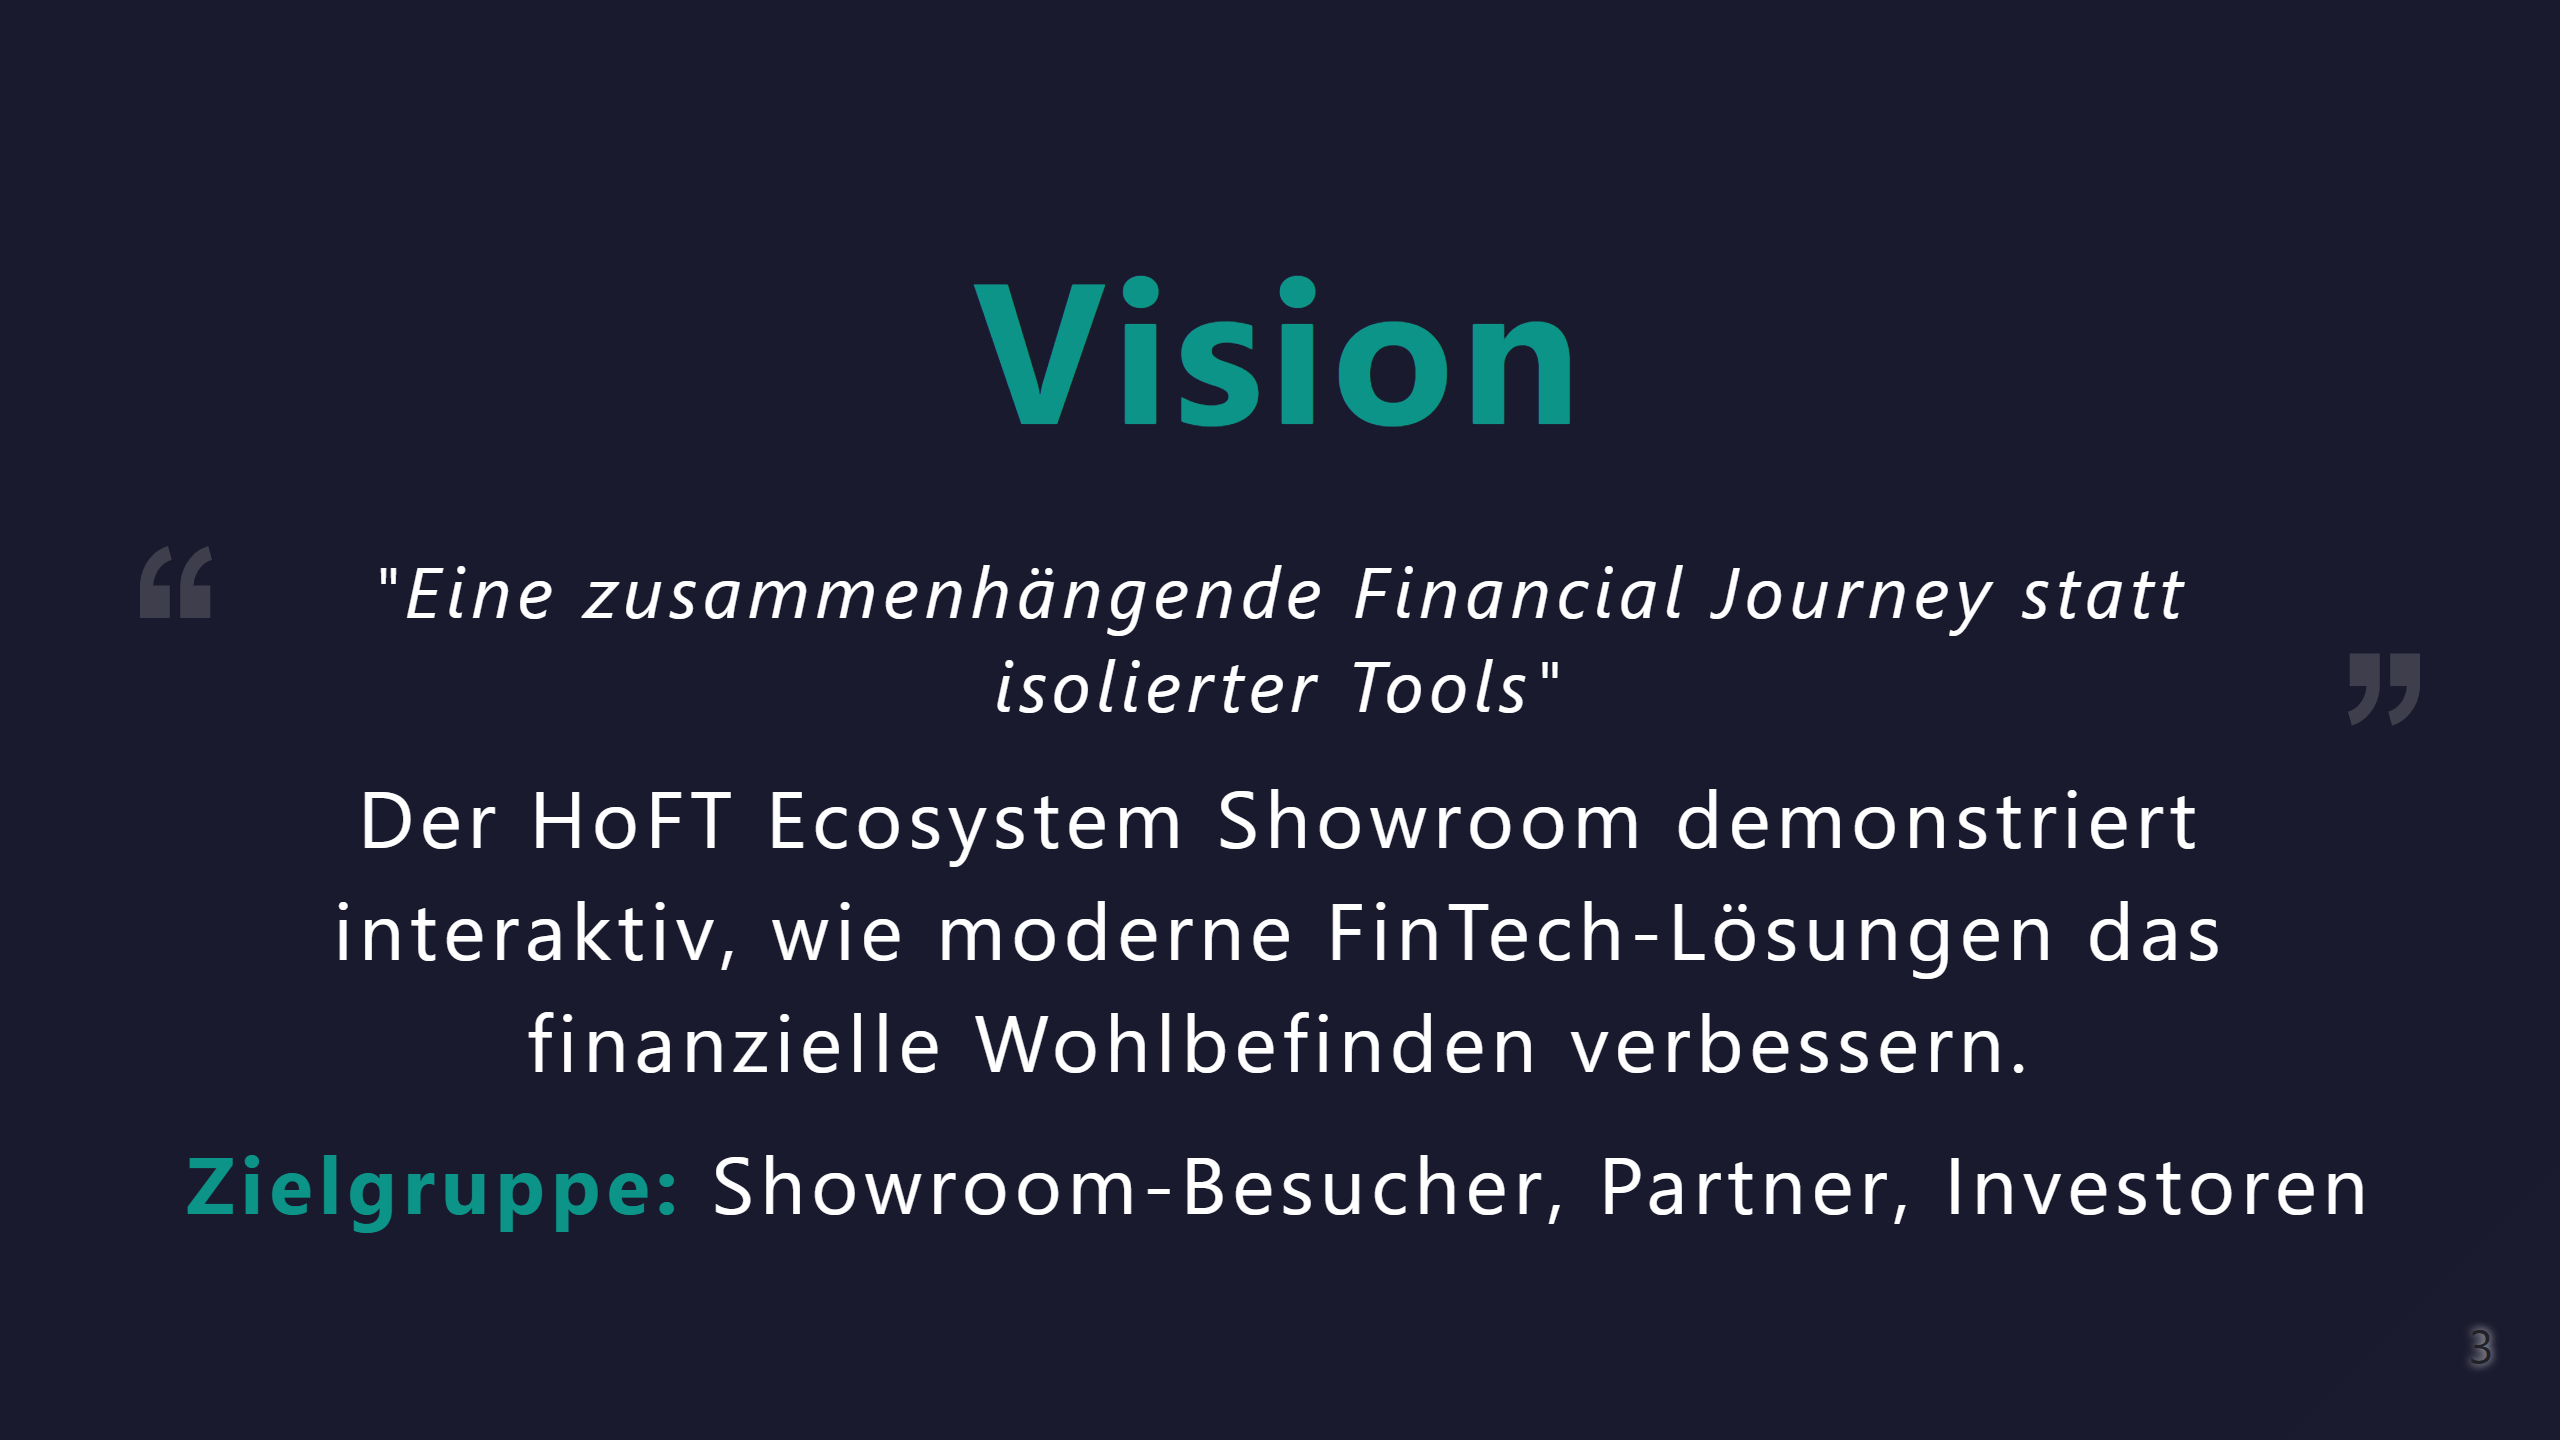 Vision
"Eine zusammenhängende Financial Journey statt
isolierter Tools"
Der HoFT Ecosystem Showroom demonstriert
interaktiv, wie moderne FinTech-Lösungen das
finanzielle Wohlbefinden verbessern.
Zielgruppe: Showroom-Besucher, Partner, Investoren
3